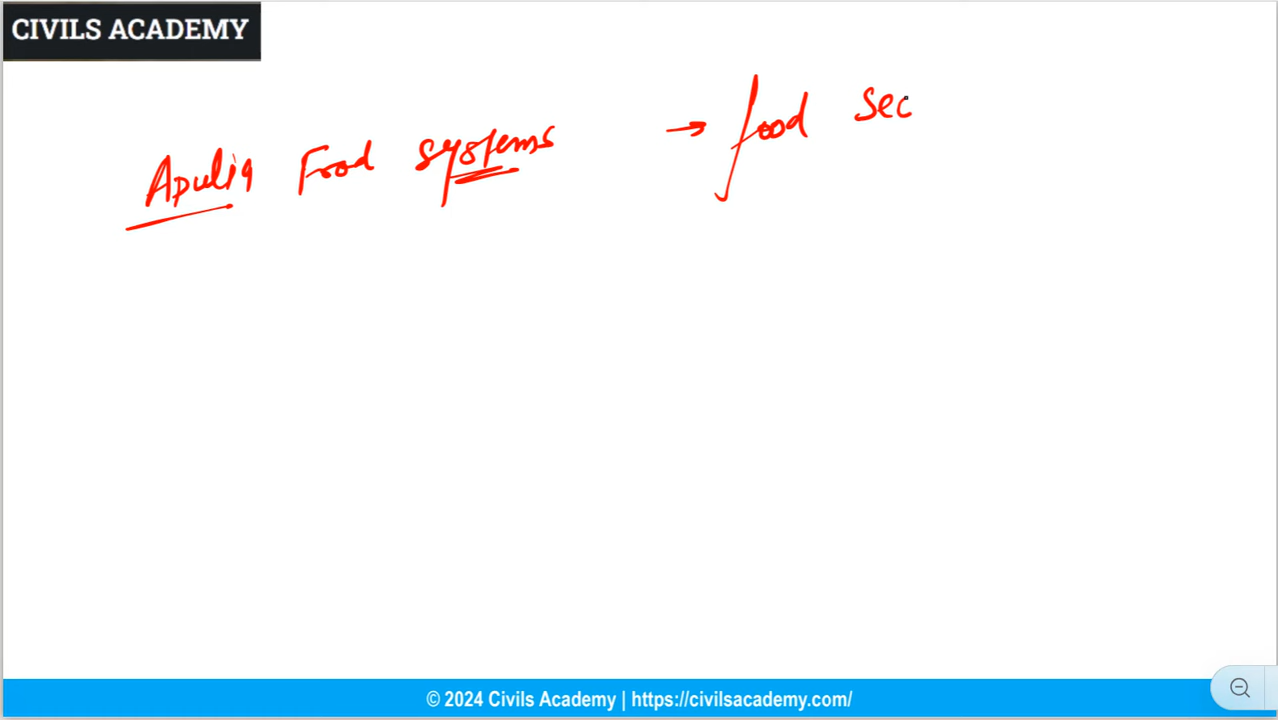 CIVILS ACADEMY
Apulia Food systems → food sec
© 2024 Civils Academy | https://civilsacademy.com/